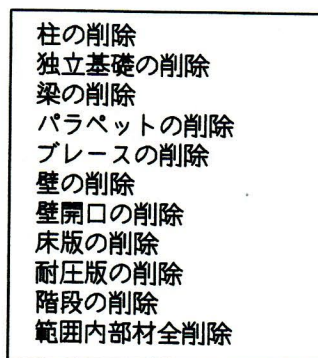 柱の削除
独立基礎の削除
梁の削除
パラペットの削除
ブレースの削除
壁の削除
壁開口の削除
床版の削除
耐圧版の削除
階段の削除
範囲内部材全削除